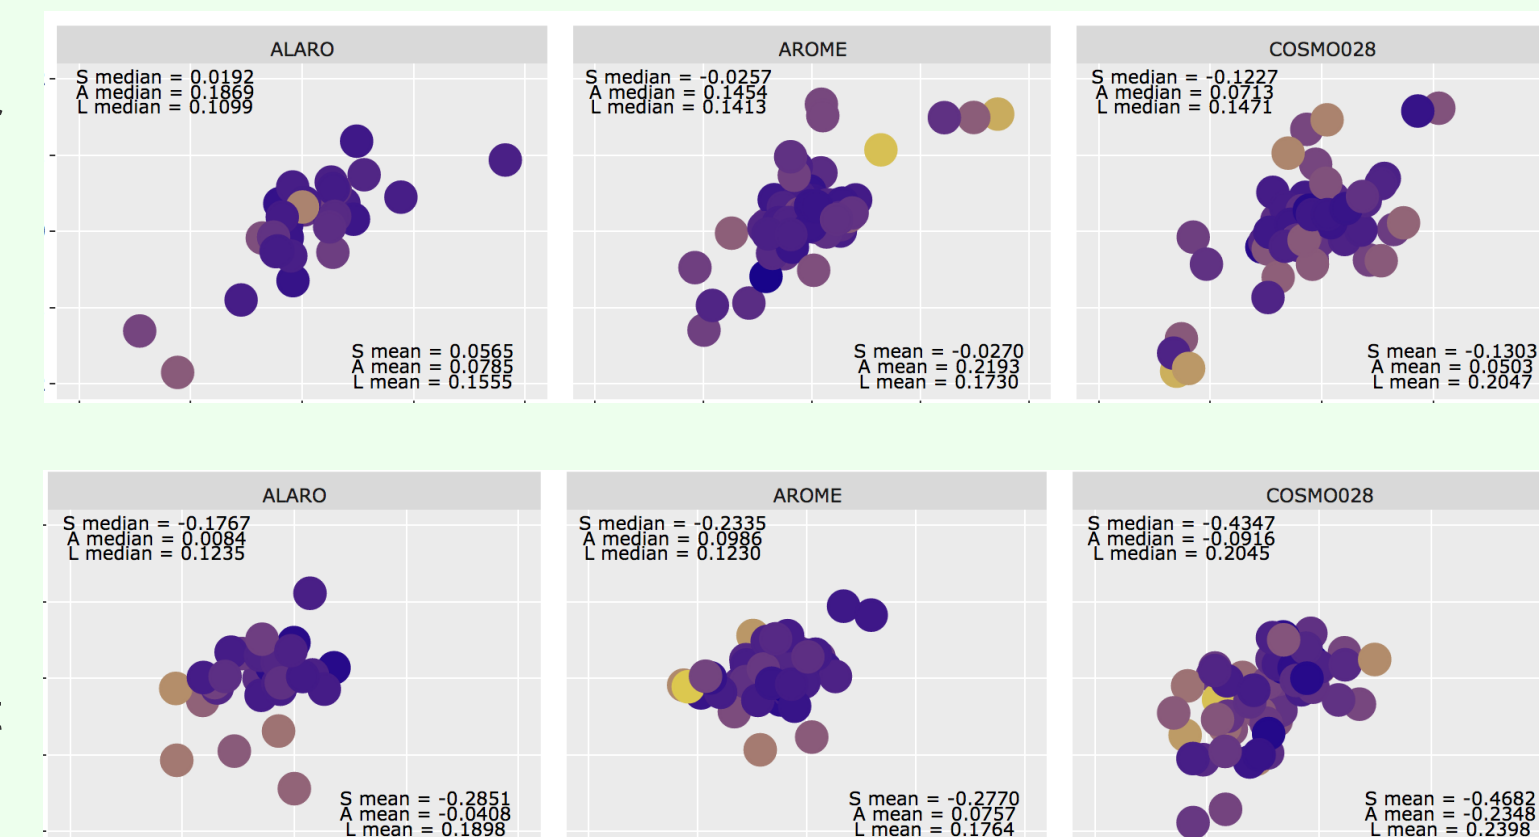 ALARO
S median = 0.0192
A median = 0.1869
L median = 0.1099
S mean = 0.0565
A mean = 0.0785
L mean = 0.1555
AROME
S median = -0.0257
A median = 0.1454
L median = 0.1413
S mean = -0.0270
A mean = 0.2193
L mean = 0.1730
COSMO028
S median = -0.1227
A median = 0.0713
L median = 0.1471
S mean = -0.1303
A mean = 0.0503
L mean = 0.2047
ALARO
S median = -0.1767
A median = 0.0084
L median = 0.1235
S mean = -0.2851
A mean = -0.0408
L mean = 0.1898
AROME
S median = -0.2335
A median = 0.0986
L median = 0.1230
S mean = -0.2770
A mean = 0.0757
L mean = 0.1764
COSMO028
S median = -0.4347
A median = -0.0916
L median = 0.2045
S mean = -0.4682
A mean = -0.2348
L mean = 0.2398